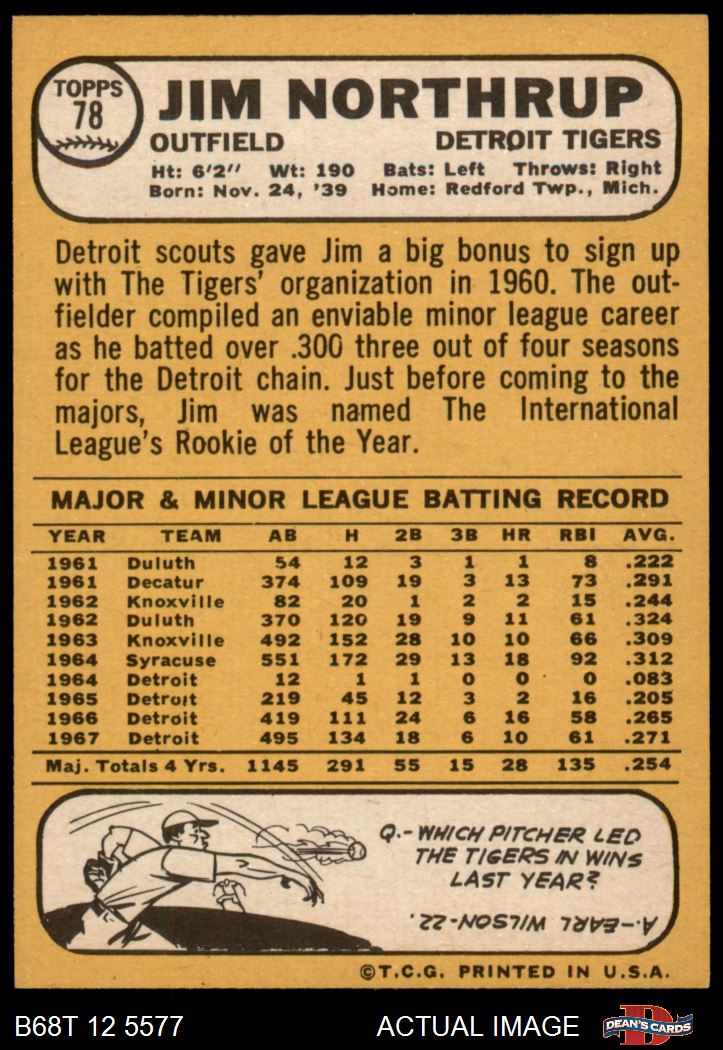 TOPPS
78
JIM NORTHRUP
OUTFIELD DETROIT TIGERS
Ht: 6'2" Wt: 190 Bats: Left Throws: Right
Born: Nov. 24, '39 Home: Redford Twp., Mich.
Detroit scouts gave Jim a big bonus to sign up
with The Tigers' organization in 1960. The out-
fielder compiled an enviable minor league career
as he batted over .300 three out of four seasons
for the Detroit chain. Just before coming to the
majors, Jim was named The International
League's Rookie of the Year.
MAJOR & MINOR LEAGUE BATTING RECORD
YEAR TEAM AB H 2B 3B HR RBI AVG.
1961 Duluth 54 12 3 1 1 8 .222
1961 Decatur 374 109 19 3 13 73 .291
1962 Knoxville 82 20 1 2 2 15 .244
1962 Duluth 370 120 19 9 11 61 .324
1963 Knoxville 492 152 28 10 10 66 .309
1964 Syracuse 551 172 29 13 18 92 .312
1964 Detroit 12 1 1 0 0 0 .083
1965 Detroit 219 45 12 3 2 16 .205
1966 Detroit 419 111 24 6 16 58 .265
1967 Detroit 495 134 18 6 10 61 .271
Maj. Totals 4 Yrs. 1145 291 55 15 28 135 .254
Q.-WHICH PITCHER LED
THE TIGERS IN WINS
LAST YEAR?
A.-EARL WILSON-22.
©T.C.G. PRINTED IN U.S.A.
B68T 12 5577 ACTUAL IMAGE D DEAN'S CARDS